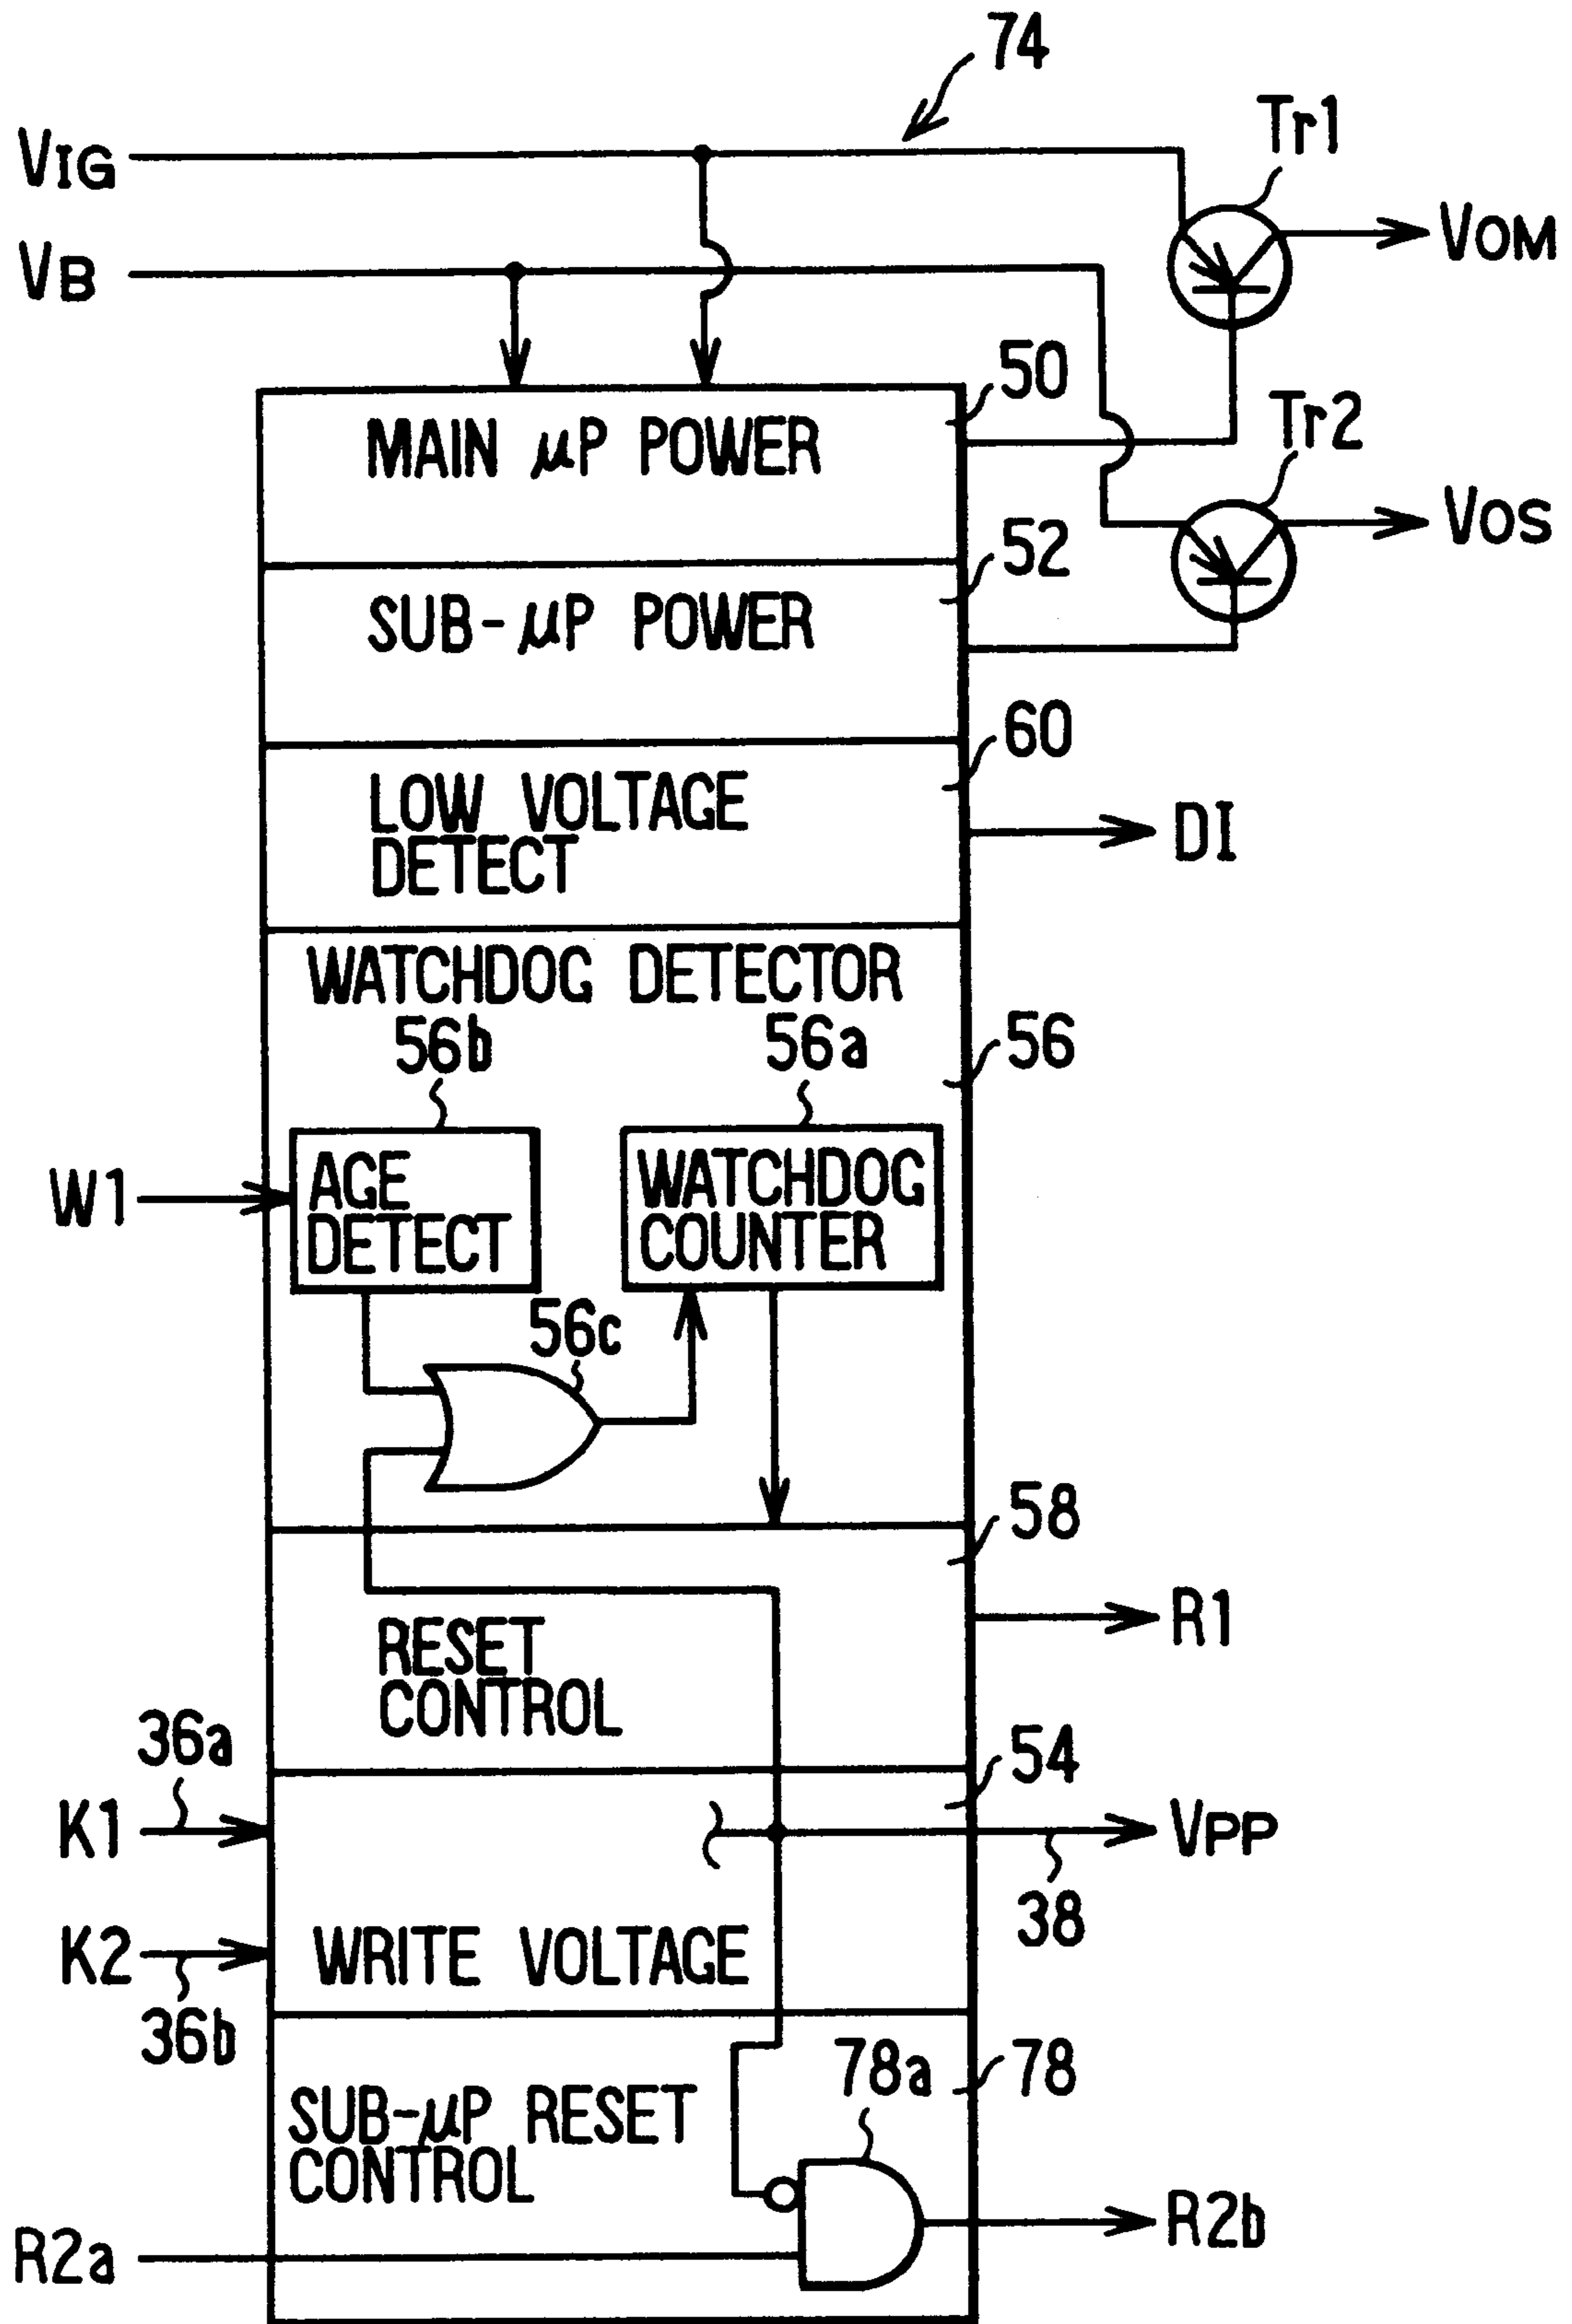 74
Tr1
VIG
VOM
VB
50
MAIN μP POWER
Tr2
VOS
52
SUB-μP POWER
60
LOW VOLTAGE
DETECT
DI
WATCHDOG DETECTOR
56b
56a
56
W1
AGE
DETECT
WATCHDOG
COUNTER
56c
58
R1
RESET
CONTROL
36a
54
K1
VPP
38
K2
WRITE VOLTAGE
36b
78a
78
SUB-μP RESET
CONTROL
R2b
R2a